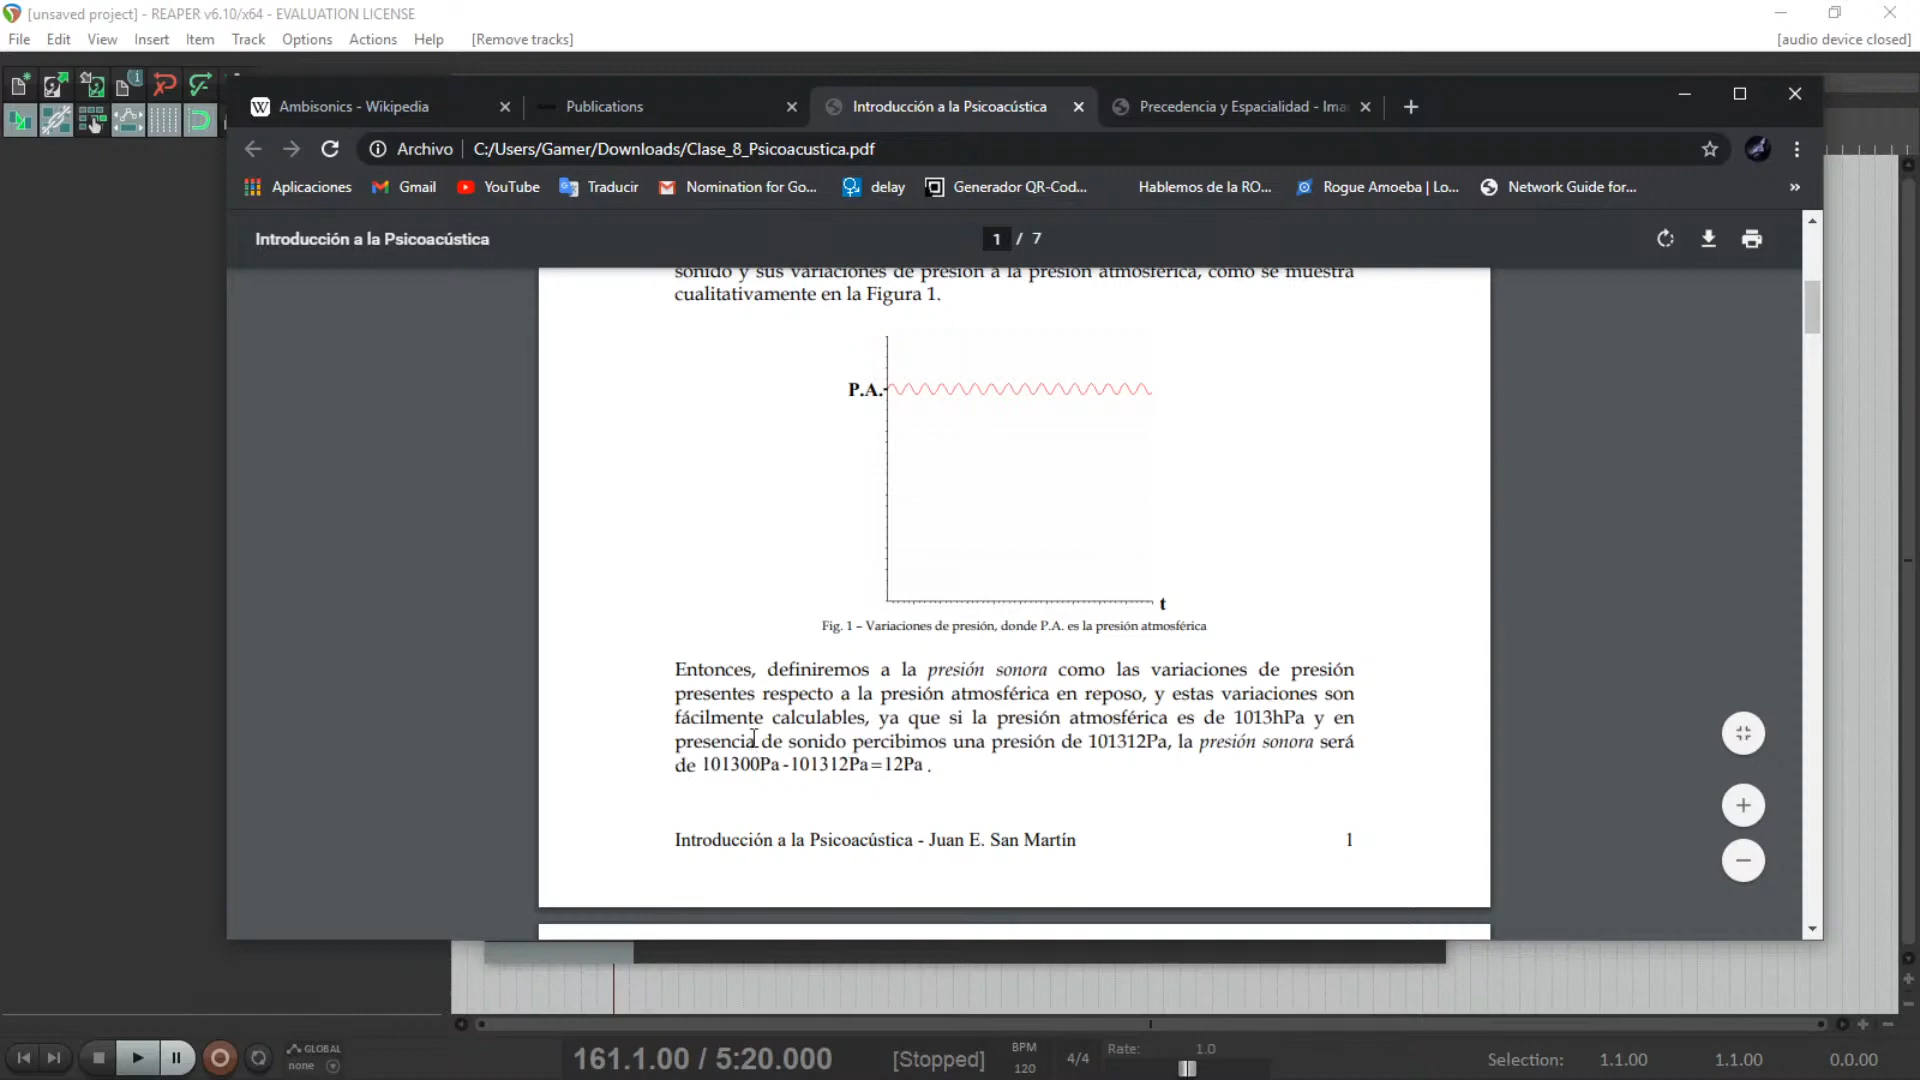 [unsaved project] - REAPER v6.10/x64 - EVALUATION LICENSE
File Edit View Insert Item Track Options Actions Help [Remove tracks] [audio device closed]
Ambisonics - Wikipedia Publications Introducción a la Psicoacústica Precedencia y Espacialidad - Ima
Archivo C:/Users/Gamer/Downloads/Clase_8_Psicoacustica.pdf
Aplicaciones Gmail YouTube Traducir Nomination for Go... delay Generador QR-Cod... Hablemos de la RO... Rogue Amoeba | Lo... Network Guide for... »
Introducción a la Psicoacústica 1 / 7
sonido y sus variaciones de presión a la presión atmosférica, como se muestra
cualitativamente en la Figura 1.
P.A.
t
Fig. 1 – Variaciones de presión, donde P.A. es la presión atmosférica
Entonces, definiremos a la presión sonora como las variaciones de presión
presentes respecto a la presión atmosférica en reposo, y estas variaciones son
fácilmente calculables, ya que si la presión atmosférica es de 1013hPa y en
presencia de sonido percibimos una presión de 101312Pa, la presión sonora será
de 101300Pa-101312Pa=12Pa .
Introducción a la Psicoacústica - Juan E. San Martín 1
GLOBAL
none
161.1.00 / 5:20.000 [Stopped]
BPM
120
4/4
Rate: 1.0
Selection: 1.1.00 1.1.00 0.0.00